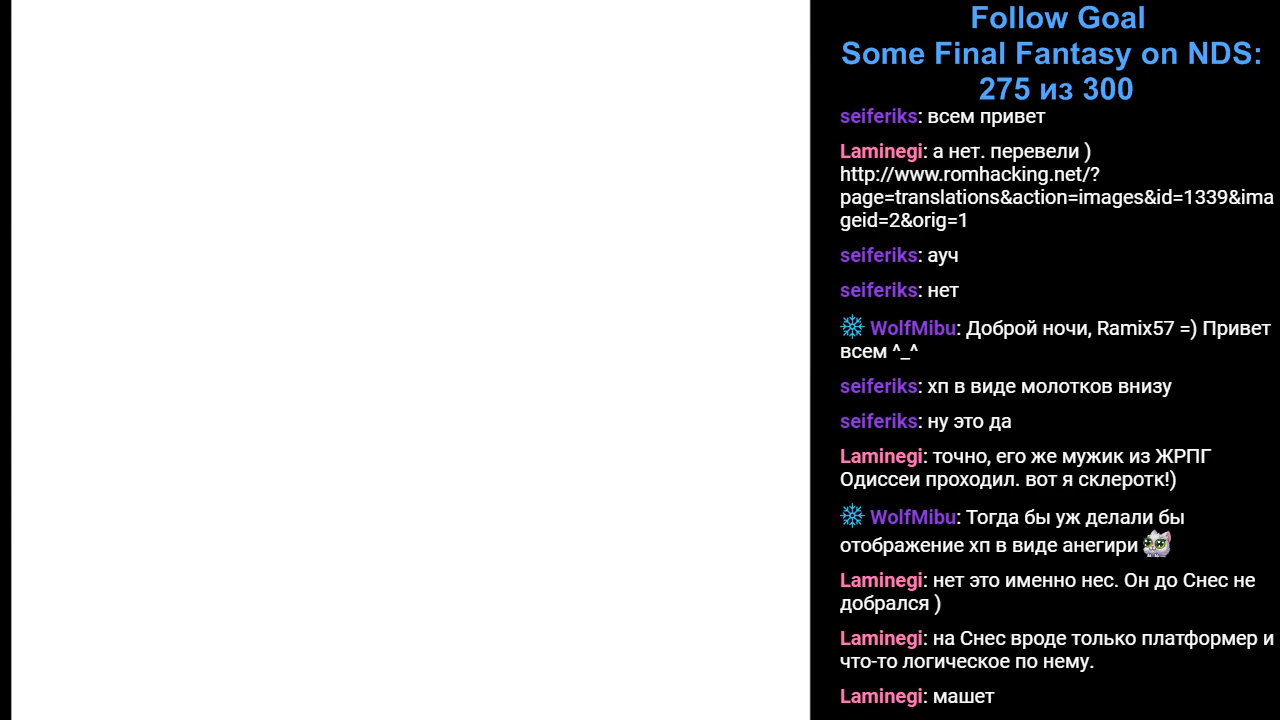 Follow Goal
Some Final Fantasy on NDS:
275 из 300
seiferiks: всем привет
Laminegi: а нет. перевели )
http://www.romhacking.net/?
page=translations&action=images&id=1339&ima
geid=2&orig=1
seiferiks: ауч
seiferiks: нет
WolfMibu: Доброй ночи, Ramix57 =) Привет
всем ^_^
seiferiks: хп в виде молотков внизу
seiferiks: ну это да
Laminegi: точно, его же мужик из ЖРПГ
Одиссеи проходил. вот я склеротк!)
WolfMibu: Тогда бы уж делали бы
отображение хп в виде анегири
Laminegi: нет это именно нес. Он до Снес не
добрался )
Laminegi: на Снес вроде только платформер и
что-то логическое по нему.
Laminegi: машет